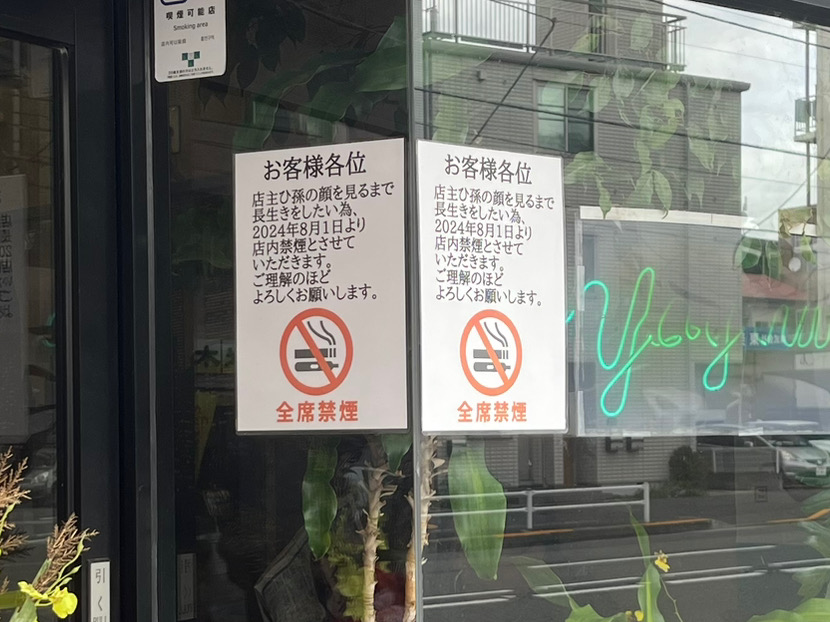 喫煙可能店
Smoking area
お客様各位
店主ひ孫の顔を見るまで
長生きをしたい為、
2024年8月1日より
店内禁煙とさせて
いただきます。
ご理解のほど
よろしくお願いします。
全席禁煙
お客様各位
店主ひ孫の顔を見るまで
長生きをしたい為、
2024年8月1日より
店内禁煙とさせて
いただきます。
ご理解のほど
よろしくお願いします。
全席禁煙
引く